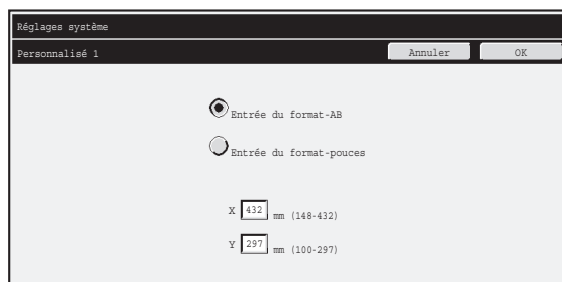 Réglages système
Personnalisé 1 Annuler OK
Entrée du format-AB
Entrée du format-pouces
X 432 mm (148-432)
Y 297 mm (100-297)